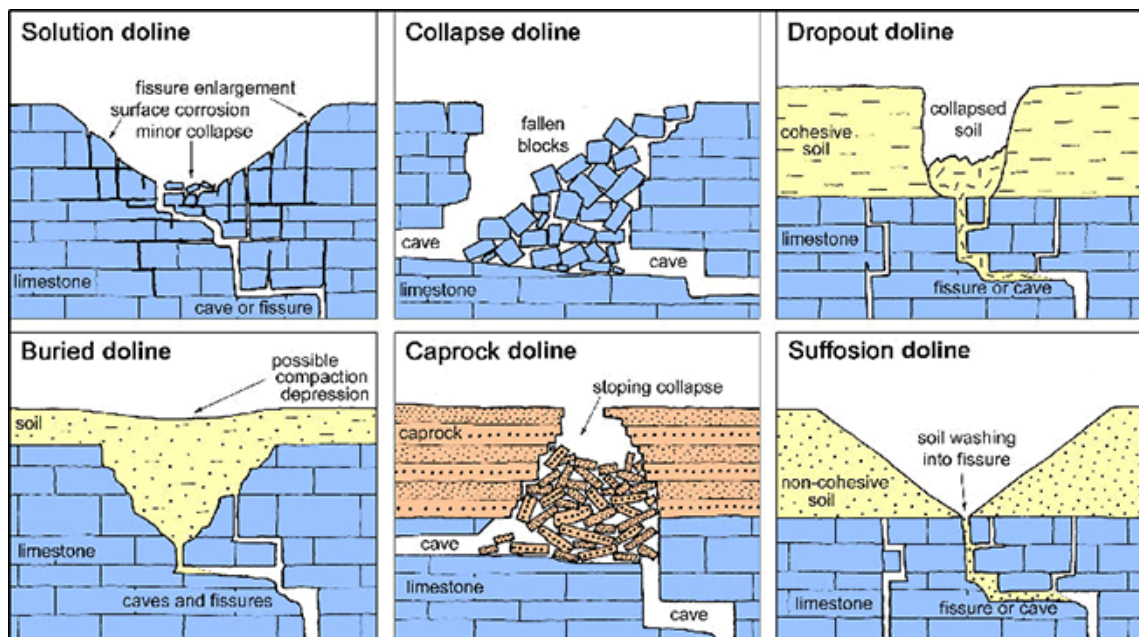 Solution doline
fissure enlargement
surface corrosion
minor collapse
limestone
cave or fissure
Collapse doline
fallen
blocks
cave
cave
limestone
Dropout doline
collapsed
soil
cohesive
soil
limestone
fissure or cave
Buried doline
possible
compaction
depression
soil
limestone
caves and fissures
Caprock doline
stoping collapse
caprock
cave
limestone
cave
Suffosion doline
soil washing
into fissure
non-cohesive
soil
limestone
fissure or cave